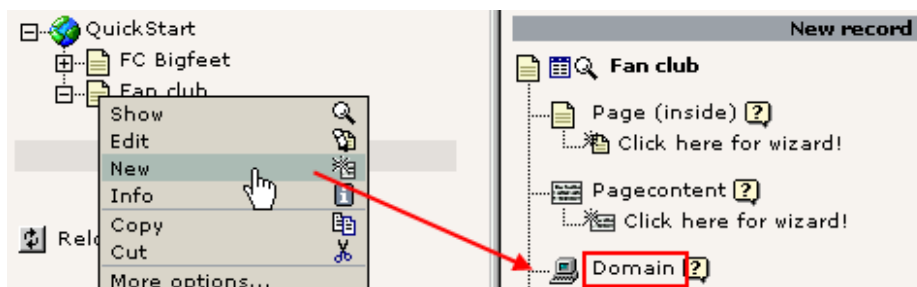 QuickStart
FC Bigfeet
Fan club
Show
Edit
New
Info
Copy
Cut
More options...
New record
Fan club
Page (inside) ?
Click here for wizard!
Pagecontent ?
Click here for wizard!
Domain ?